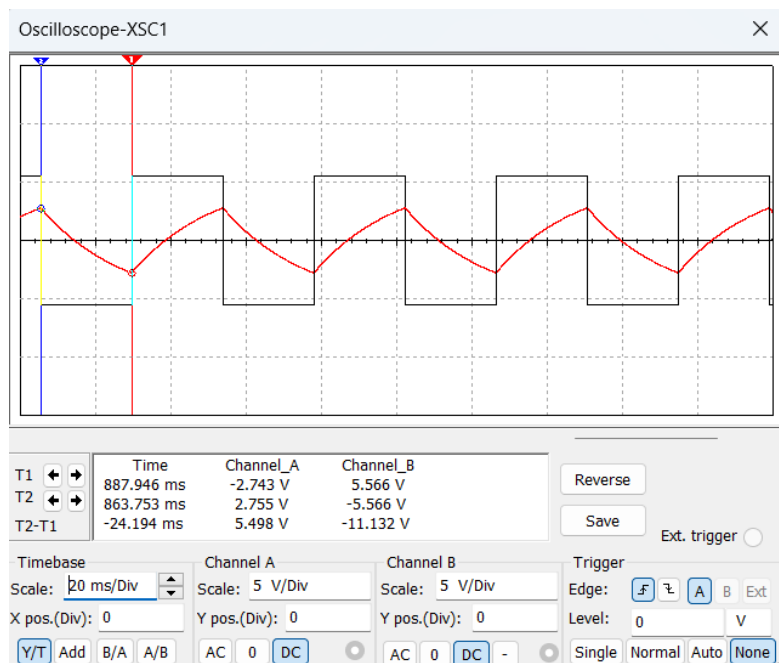 Oscilloscope-XSC1
Time Channel_A Channel_B
T1 887.946 ms -2.743 V 5.566 V
T2 863.753 ms 2.755 V -5.566 V
T2-T1 -24.194 ms 5.498 V -11.132 V
Reverse
Save
Ext. trigger
Timebase Channel A Channel B Trigger
Scale: 20 ms/Div Scale: 5 V/Div Scale: 5 V/Div Edge: A B Ext
X pos.(Div): 0 Y pos.(Div): 0 Y pos.(Div): 0 Level: 0 V
Y/T Add B/A A/B AC 0 DC AC 0 DC - Single Normal Auto None